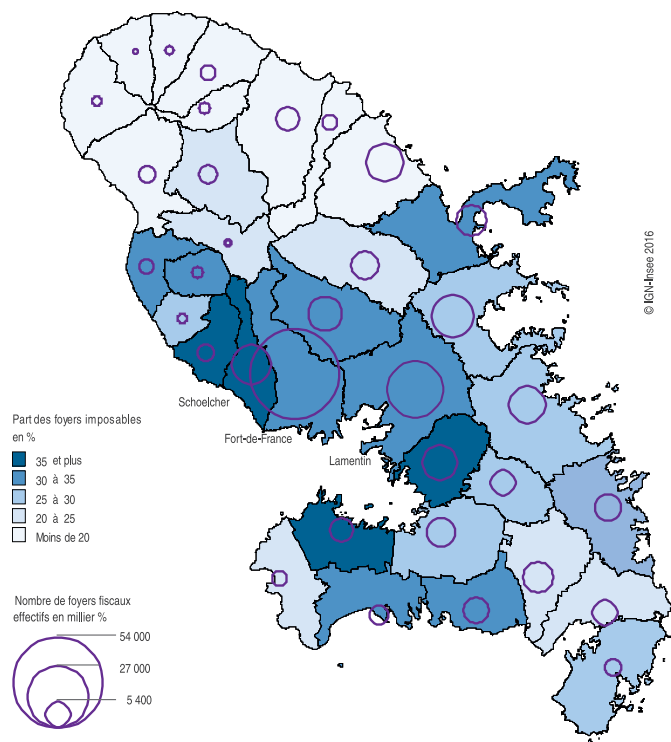 © IGN-Insee 2016
Schoelcher
Fort-de-France
Lamentin
Part des foyers imposables
en %
35 et plus
30 à 35
25 à 30
20 à 25
Moins de 20
Nombre de foyers fiscaux
effectifs en millier %
54 000
27 000
5 400